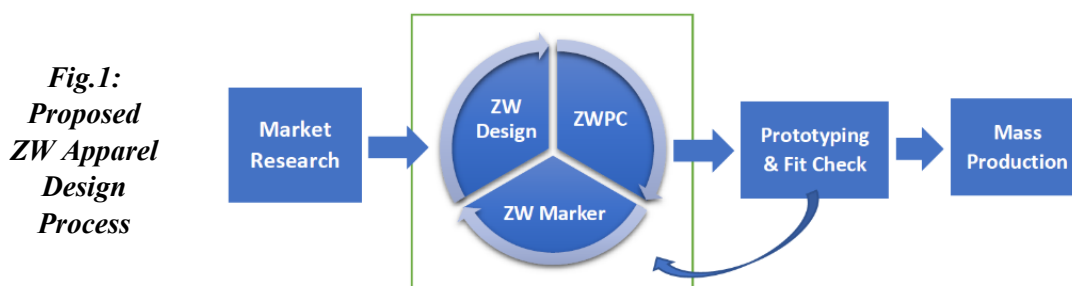 Fig.1:
Proposed
ZW Apparel
Design
Process
Market
Research
ZW
Design
ZWPC
ZW Marker
Prototyping
& Fit Check
Mass
Production